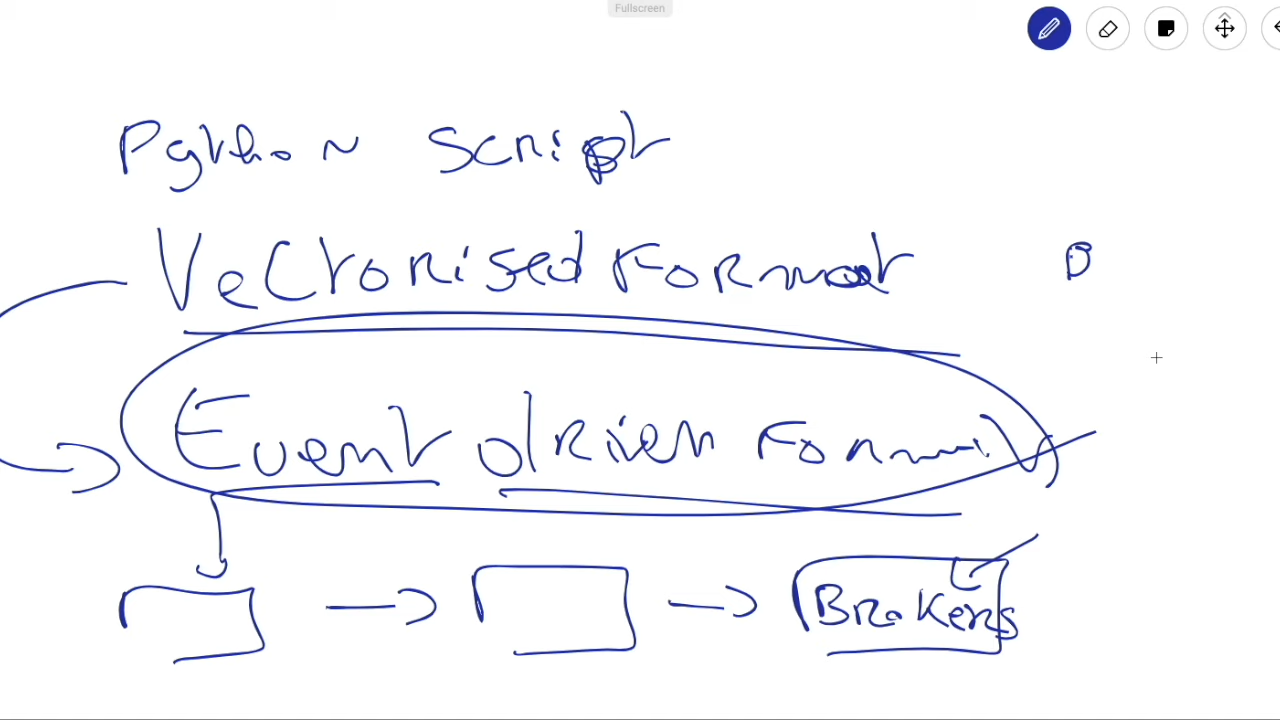 Fullscreen
Python Script
Vectorised Format
Event driven Format
Brokers